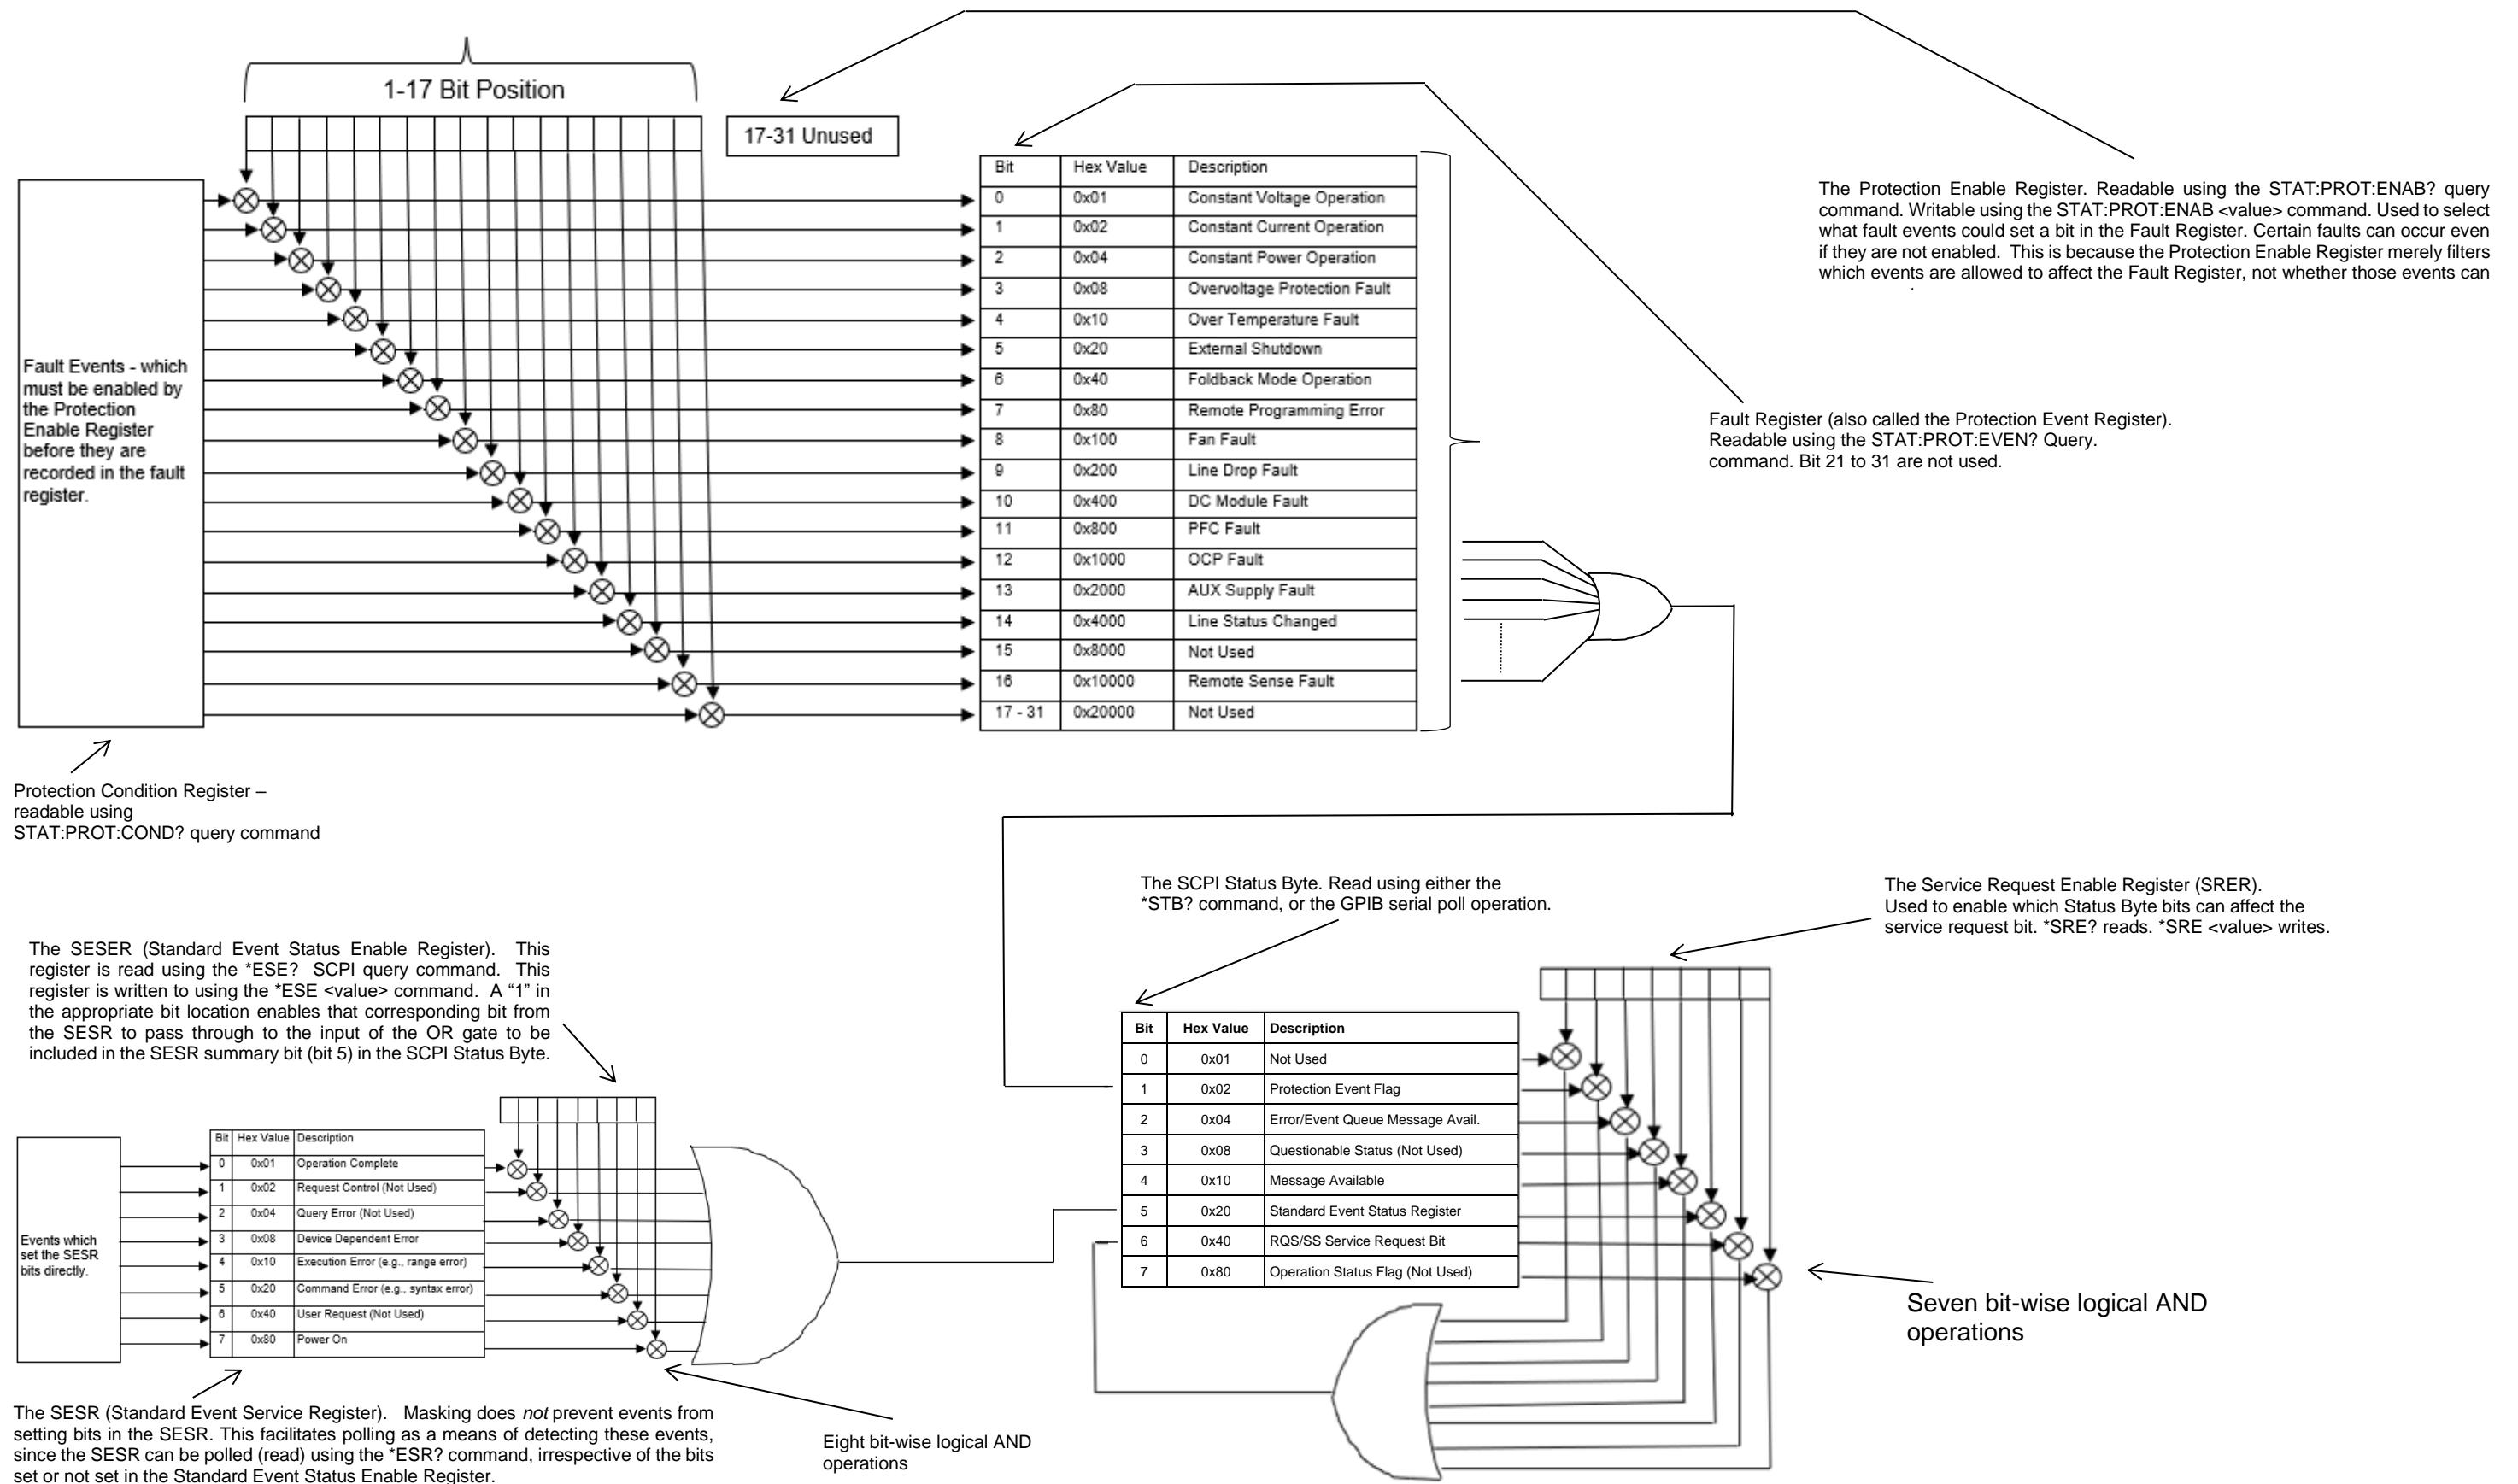 1-17 Bit Position
17-31 Unused
Fault Events - which
must be enabled by
the Protection
Enable Register
before they are
recorded in the fault
register.
Protection Condition Register –
readable using
STAT:PROT:COND? query command
Bit Hex Value Description
0 0x01 Constant Voltage Operation
1 0x02 Constant Current Operation
2 0x04 Constant Power Operation
3 0x08 Overvoltage Protection Fault
4 0x10 Over Temperature Fault
5 0x20 External Shutdown
6 0x40 Foldback Mode Operation
7 0x80 Remote Programming Error
8 0x100 Fan Fault
9 0x200 Line Drop Fault
10 0x400 DC Module Fault
11 0x800 PFC Fault
12 0x1000 OCP Fault
13 0x2000 AUX Supply Fault
14 0x4000 Line Status Changed
15 0x8000 Not Used
16 0x10000 Remote Sense Fault
17 - 31 0x20000 Not Used
The Protection Enable Register. Readable using the STAT:PROT:ENAB? query
command. Writable using the STAT:PROT:ENAB <value> command. Used to select
what fault events could set a bit in the Fault Register. Certain faults can occur even
if they are not enabled. This is because the Protection Enable Register merely filters
which events are allowed to affect the Fault Register, not whether those events can
Fault Register (also called the Protection Event Register).
Readable using the STAT:PROT:EVEN? Query.
command. Bit 21 to 31 are not used.
The SESER (Standard Event Status Enable Register). This
register is read using the *ESE? SCPI query command. This
register is written to using the *ESE <value> command. A “1” in
the appropriate bit location enables that corresponding bit from
the SESR to pass through to the input of the OR gate to be
included in the SESR summary bit (bit 5) in the SCPI Status Byte.
Events which
set the SESR
bits directly.
Bit Hex Value Description
0 0x01 Operation Complete
1 0x02 Request Control (Not Used)
2 0x04 Query Error (Not Used)
3 0x08 Device Dependent Error
4 0x10 Execution Error (e.g., range error)
5 0x20 Command Error (e.g., syntax error)
6 0x40 User Request (Not Used)
7 0x80 Power On
The SESR (Standard Event Service Register). Masking does not prevent events from
setting bits in the SESR. This facilitates polling as a means of detecting these events,
since the SESR can be polled (read) using the *ESR? command, irrespective of the bits
set or not set in the Standard Event Status Enable Register.
Eight bit-wise logical AND
operations
The SCPI Status Byte. Read using either the
*STB? command, or the GPIB serial poll operation.
Bit Hex Value Description
0 0x01 Not Used
1 0x02 Protection Event Flag
2 0x04 Error/Event Queue Message Avail.
3 0x08 Questionable Status (Not Used)
4 0x10 Message Available
5 0x20 Standard Event Status Register
6 0x40 RQS/SS Service Request Bit
7 0x80 Operation Status Flag (Not Used)
The Service Request Enable Register (SRER).
Used to enable which Status Byte bits can affect the
service request bit. *SRE? reads. *SRE <value> writes.
Seven bit-wise logical AND
operations